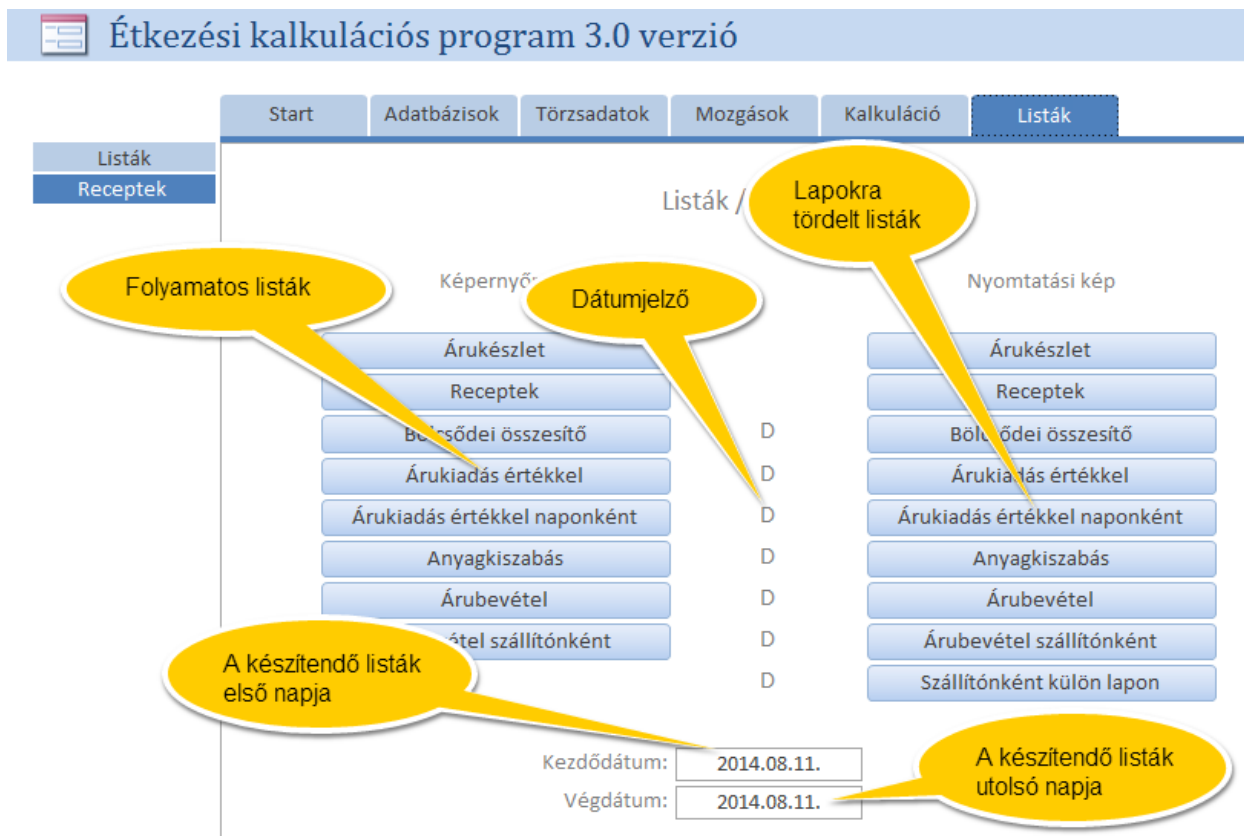 Étkezési kalkulációs program 3.0 verzió
Start Adatbázisok Törzsadatok Mozgások Kalkuláció Listák
Listák
Receptek
Listák /
Lapokra
tördelt listák
Folyamatos listák
Dátumjelző
Nyomtatási kép
Árukészlet Árukészlet
Receptek Receptek
Bölcsődei összesítő D Bölcsődei összesítő
Árukiadás értékkel D Árukiadás értékkel
Árukiadás értékkel naponként D Árukiadás értékkel naponként
Anyagkiszabás D Anyagkiszabás
Árubevétel D Árubevétel
szállítónként D Árubevétel szállítónként
D Szállítónként külön lapon
A készítendő listák
első napja
Kezdődátum: 2014.08.11.
Végdátum: 2014.08.11.
A készítendő listák
utolsó napja